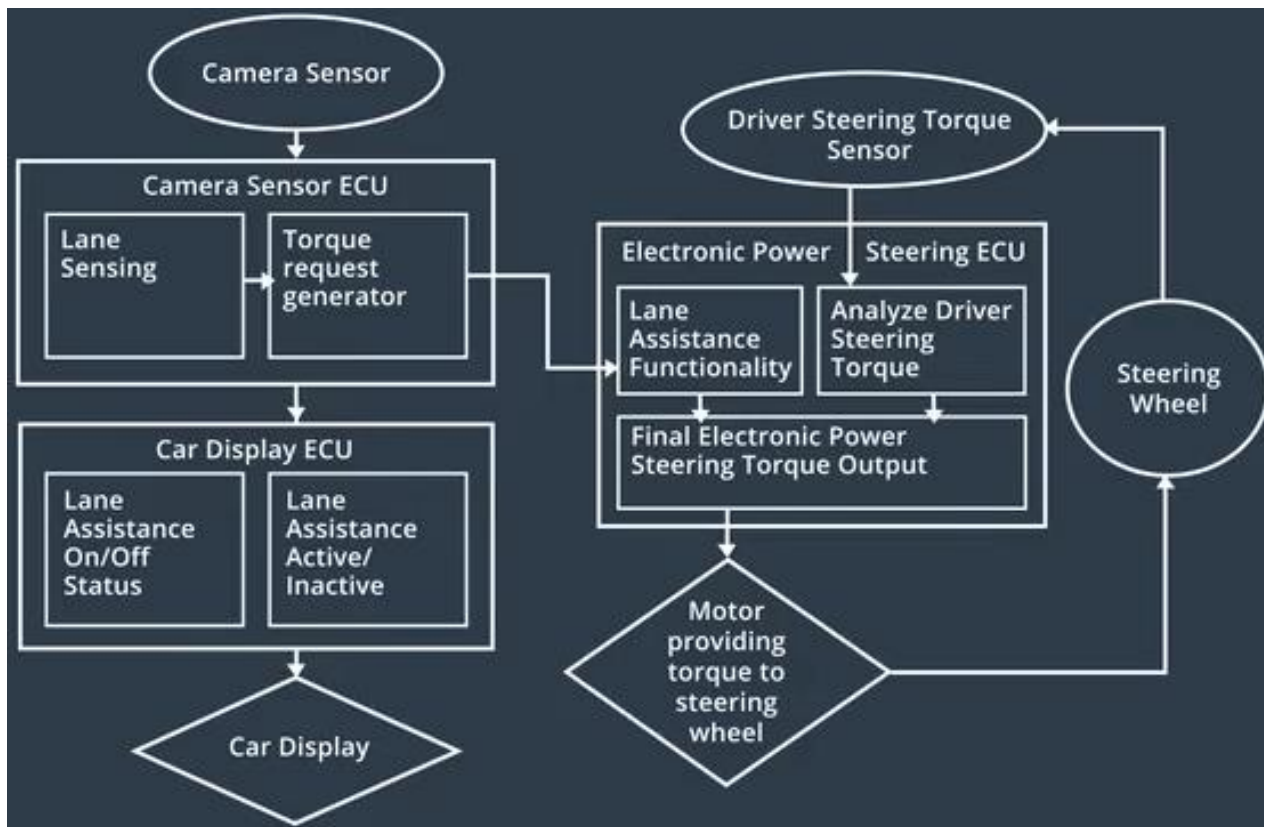 Camera Sensor
Camera Sensor ECU
Lane
Sensing
Torque
request
generator
Car Display ECU
Lane
Assistance
On/Off
Status
Lane
Assistance
Active/
Inactive
Car Display
Driver Steering Torque
Sensor
Electronic Power Steering ECU
Lane
Assistance
Functionality
Analyze Driver
Steering
Torque
Final Electronic Power
Steering Torque Output
Motor
providing
torque to
steering
wheel
Steering
Wheel